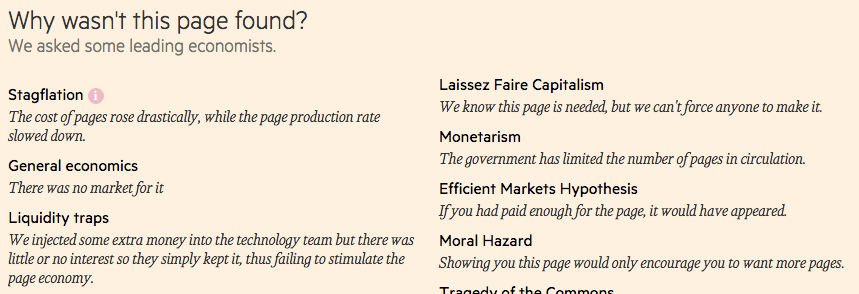 Why wasn't this page found?
We asked some leading economists.
Stagflation i
The cost of pages rose drastically, while the page production rate
slowed down.
General economics
There was no market for it
Liquidity traps
We injected some extra money into the technology team but there was
little or no interest so they simply kept it, thus failing to stimulate the
page economy.
Laissez Faire Capitalism
We know this page is needed, but we can't force anyone to make it.
Monetarism
The government has limited the number of pages in circulation.
Efficient Markets Hypothesis
If you had paid enough for the page, it would have appeared.
Moral Hazard
Showing you this page would only encourage you to want more pages.
Tragedy of the Commons